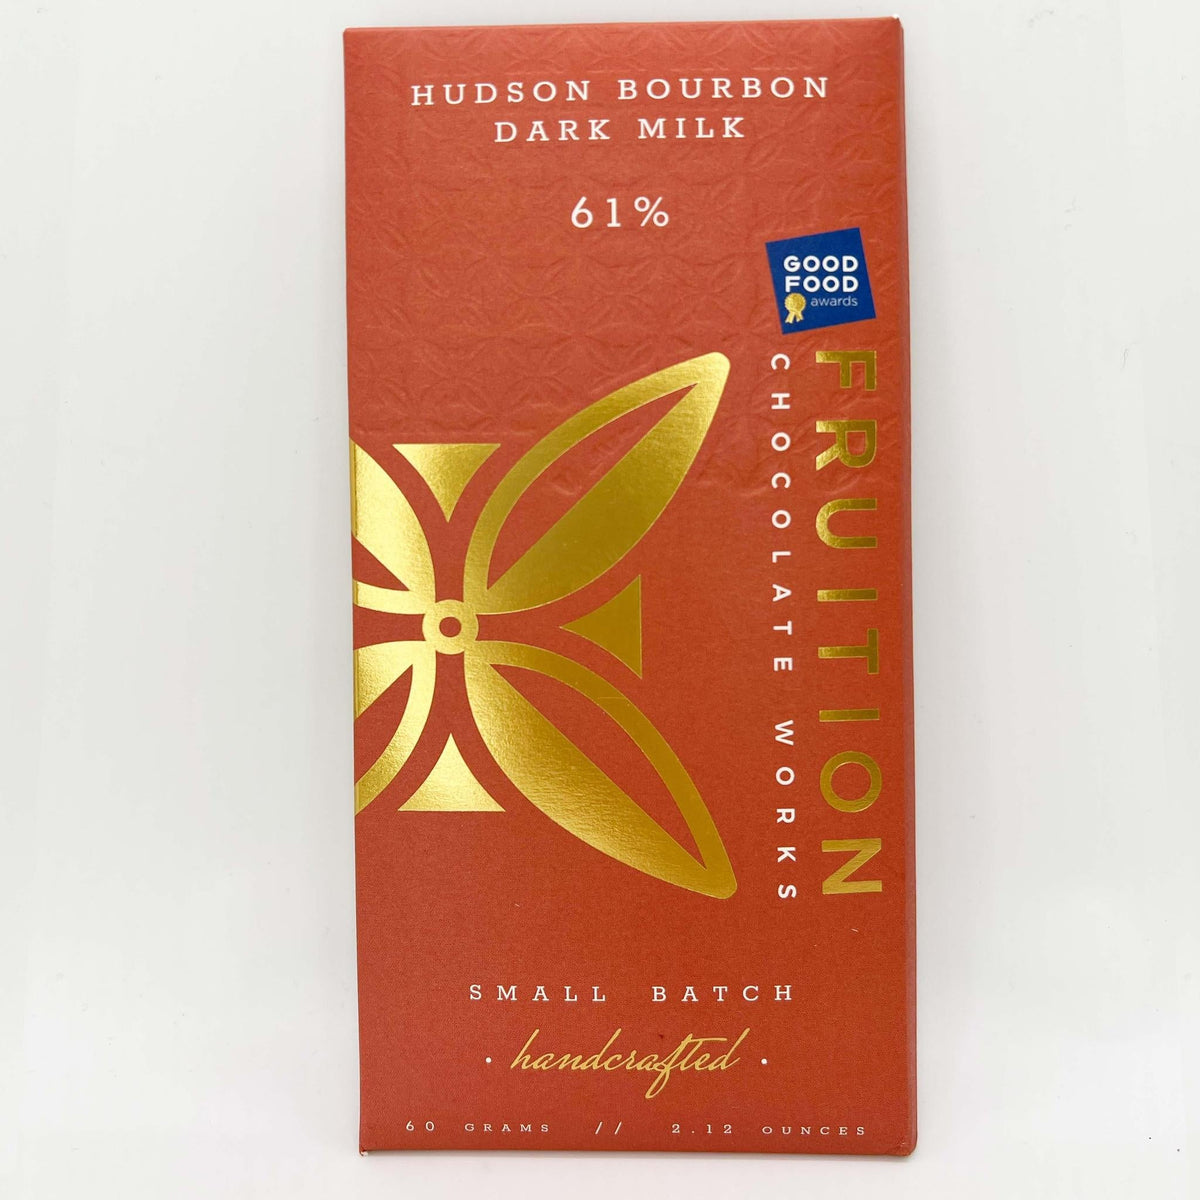 HUDSON BOURBON
DARK MILK
61%
GOOD
FOOD
awards
FRUITION
CHOCOLATE WORKS
SMALL BATCH
· handcrafted ·
60 GRAMS // 2.12 OUNCES